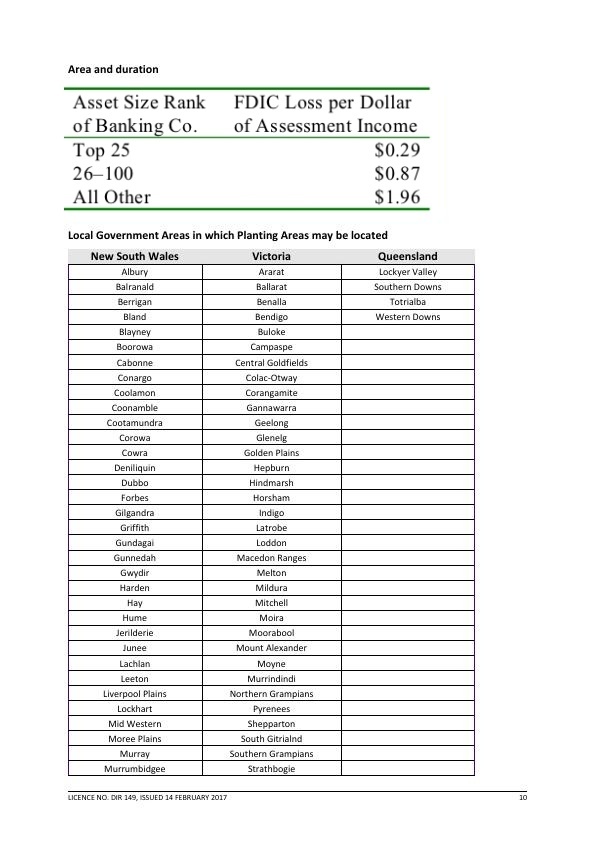 Area and duration
Asset Size Rank FDIC Loss per Dollar
of Banking Co. of Assessment Income
Top 25 $0.29
26–100 $0.87
All Other $1.96
Local Government Areas in which Planting Areas may be located
New South Wales Victoria Queensland
Albury Ararat Lockyer Valley
Balranald Ballarat Southern Downs
Berrigan Benalla Totrialba
Bland Bendigo Western Downs
Blayney Buloke
Boorowa Campaspe
Cabonne Central Goldfields
Conargo Colac-Otway
Coolamon Corangamite
Coonamble Gannawarra
Cootamundra Geelong
Corowa Glenelg
Cowra Golden Plains
Deniliquin Hepburn
Dubbo Hindmarsh
Forbes Horsham
Gilgandra Indigo
Griffith Latrobe
Gundagai Loddon
Gunnedah Macedon Ranges
Gwydir Melton
Harden Mildura
Hay Mitchell
Hume Moira
Jerilderie Moorabool
Junee Mount Alexander
Lachlan Moyne
Leeton Murrindindi
Liverpool Plains Northern Grampians
Lockhart Pyrenees
Mid Western Shepparton
Moree Plains South Gitrialnd
Murray Southern Grampians
Murrumbidgee Strathbogie
LICENCE NO. DIR 149, ISSUED 14 FEBRUARY 2017 10